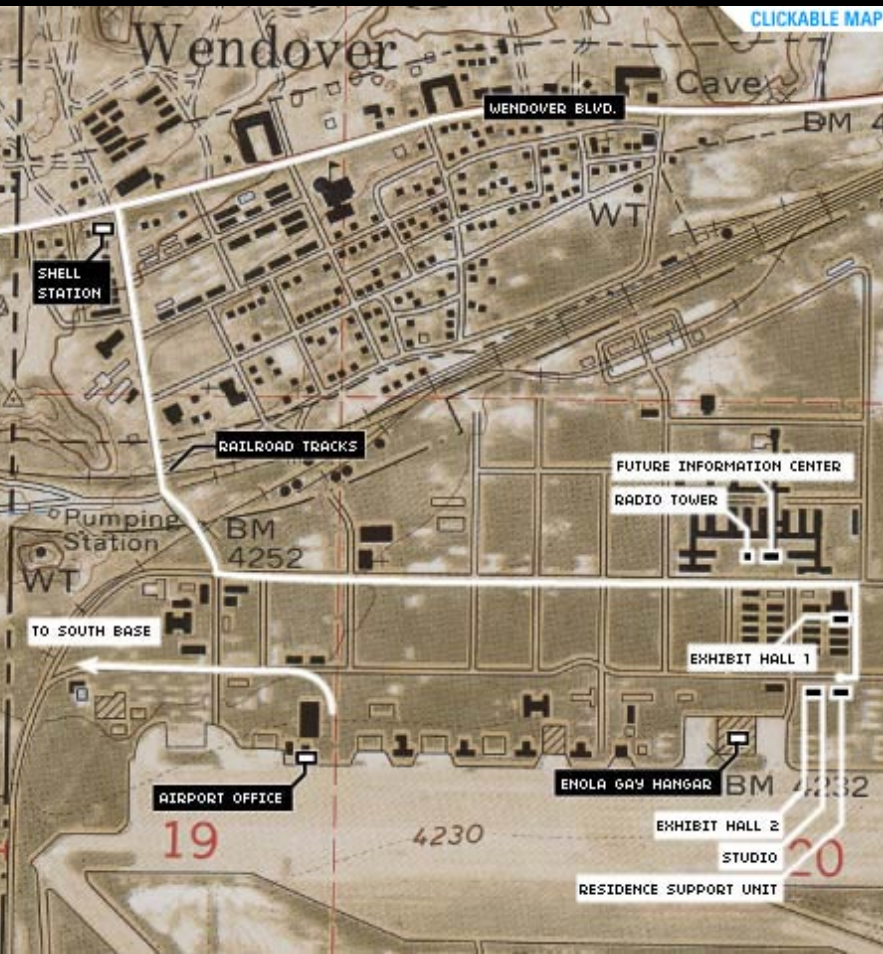 CLICKABLE MAP
Wendover
WENDOVER BLVD.
Cave
BM 4
WT
SHELL
STATION
RAILROAD TRACKS
FUTURE INFORMATION CENTER
RADIO TOWER
Pumping
Station
BM
4252
WT
TO SOUTH BASE
EXHIBIT HALL 1
ENOLA GAY HANGAR
BM 4232
AIRPORT OFFICE
EXHIBIT HALL 2
19
4230
20
STUDIO
RESIDENCE SUPPORT UNIT